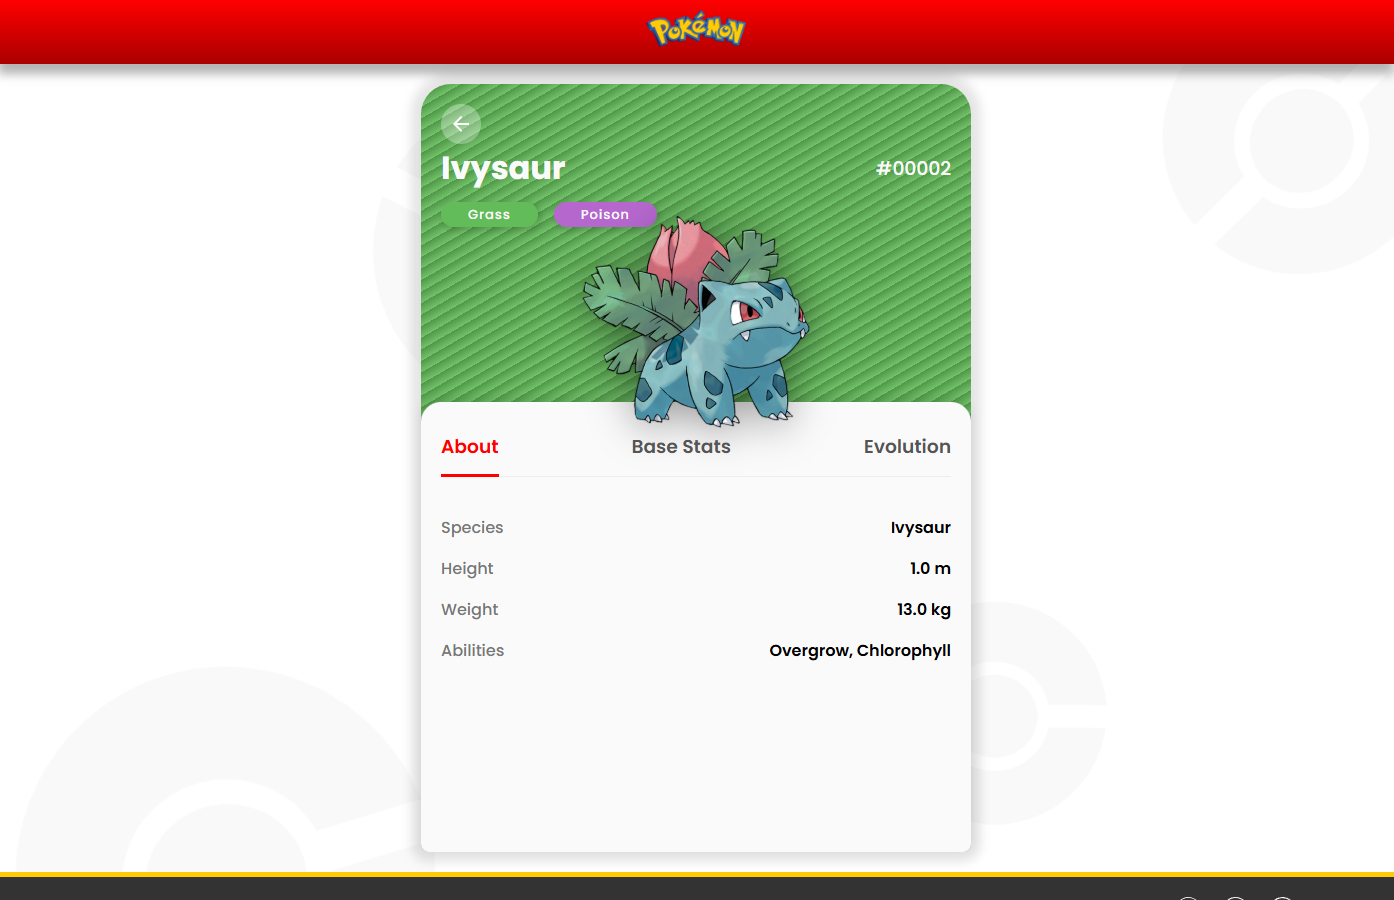 POKéMON
Ivysaur
#00002
Grass
Poison
About
Base Stats
Evolution
Species
Ivysaur
Height
1.0 m
Weight
13.0 kg
Abilities
Overgrow, Chlorophyll